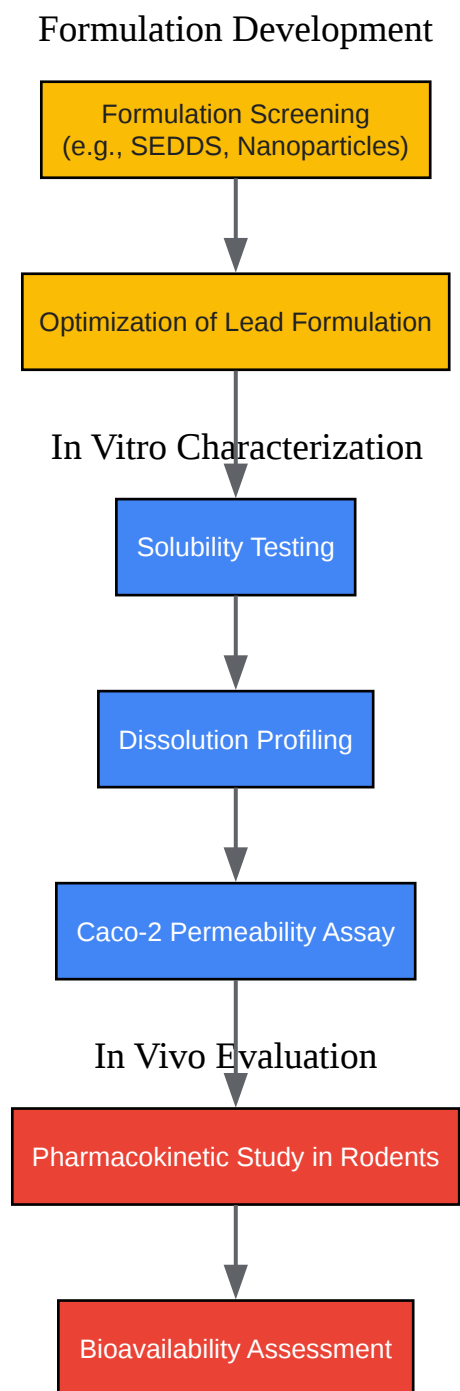 Formulation Development
Formulation Screening
(e.g., SEDDS, Nanoparticles)
Optimization of Lead Formulation
In Vitro Characterization
Solubility Testing
Dissolution Profiling
Caco-2 Permeability Assay
In Vivo Evaluation
Pharmacokinetic Study in Rodents
Bioavailability Assessment